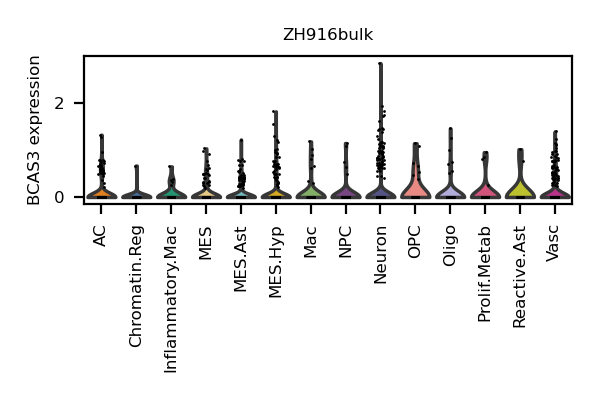 ZH916bulk
BCAS3 expression
2
0
AC
Chromatin.Reg
Inflammatory.Mac
MES
MES.Ast
MES.Hyp
Mac
NPC
Neuron
OPC
Oligo
Prolif.Metab
Reactive.Ast
Vasc